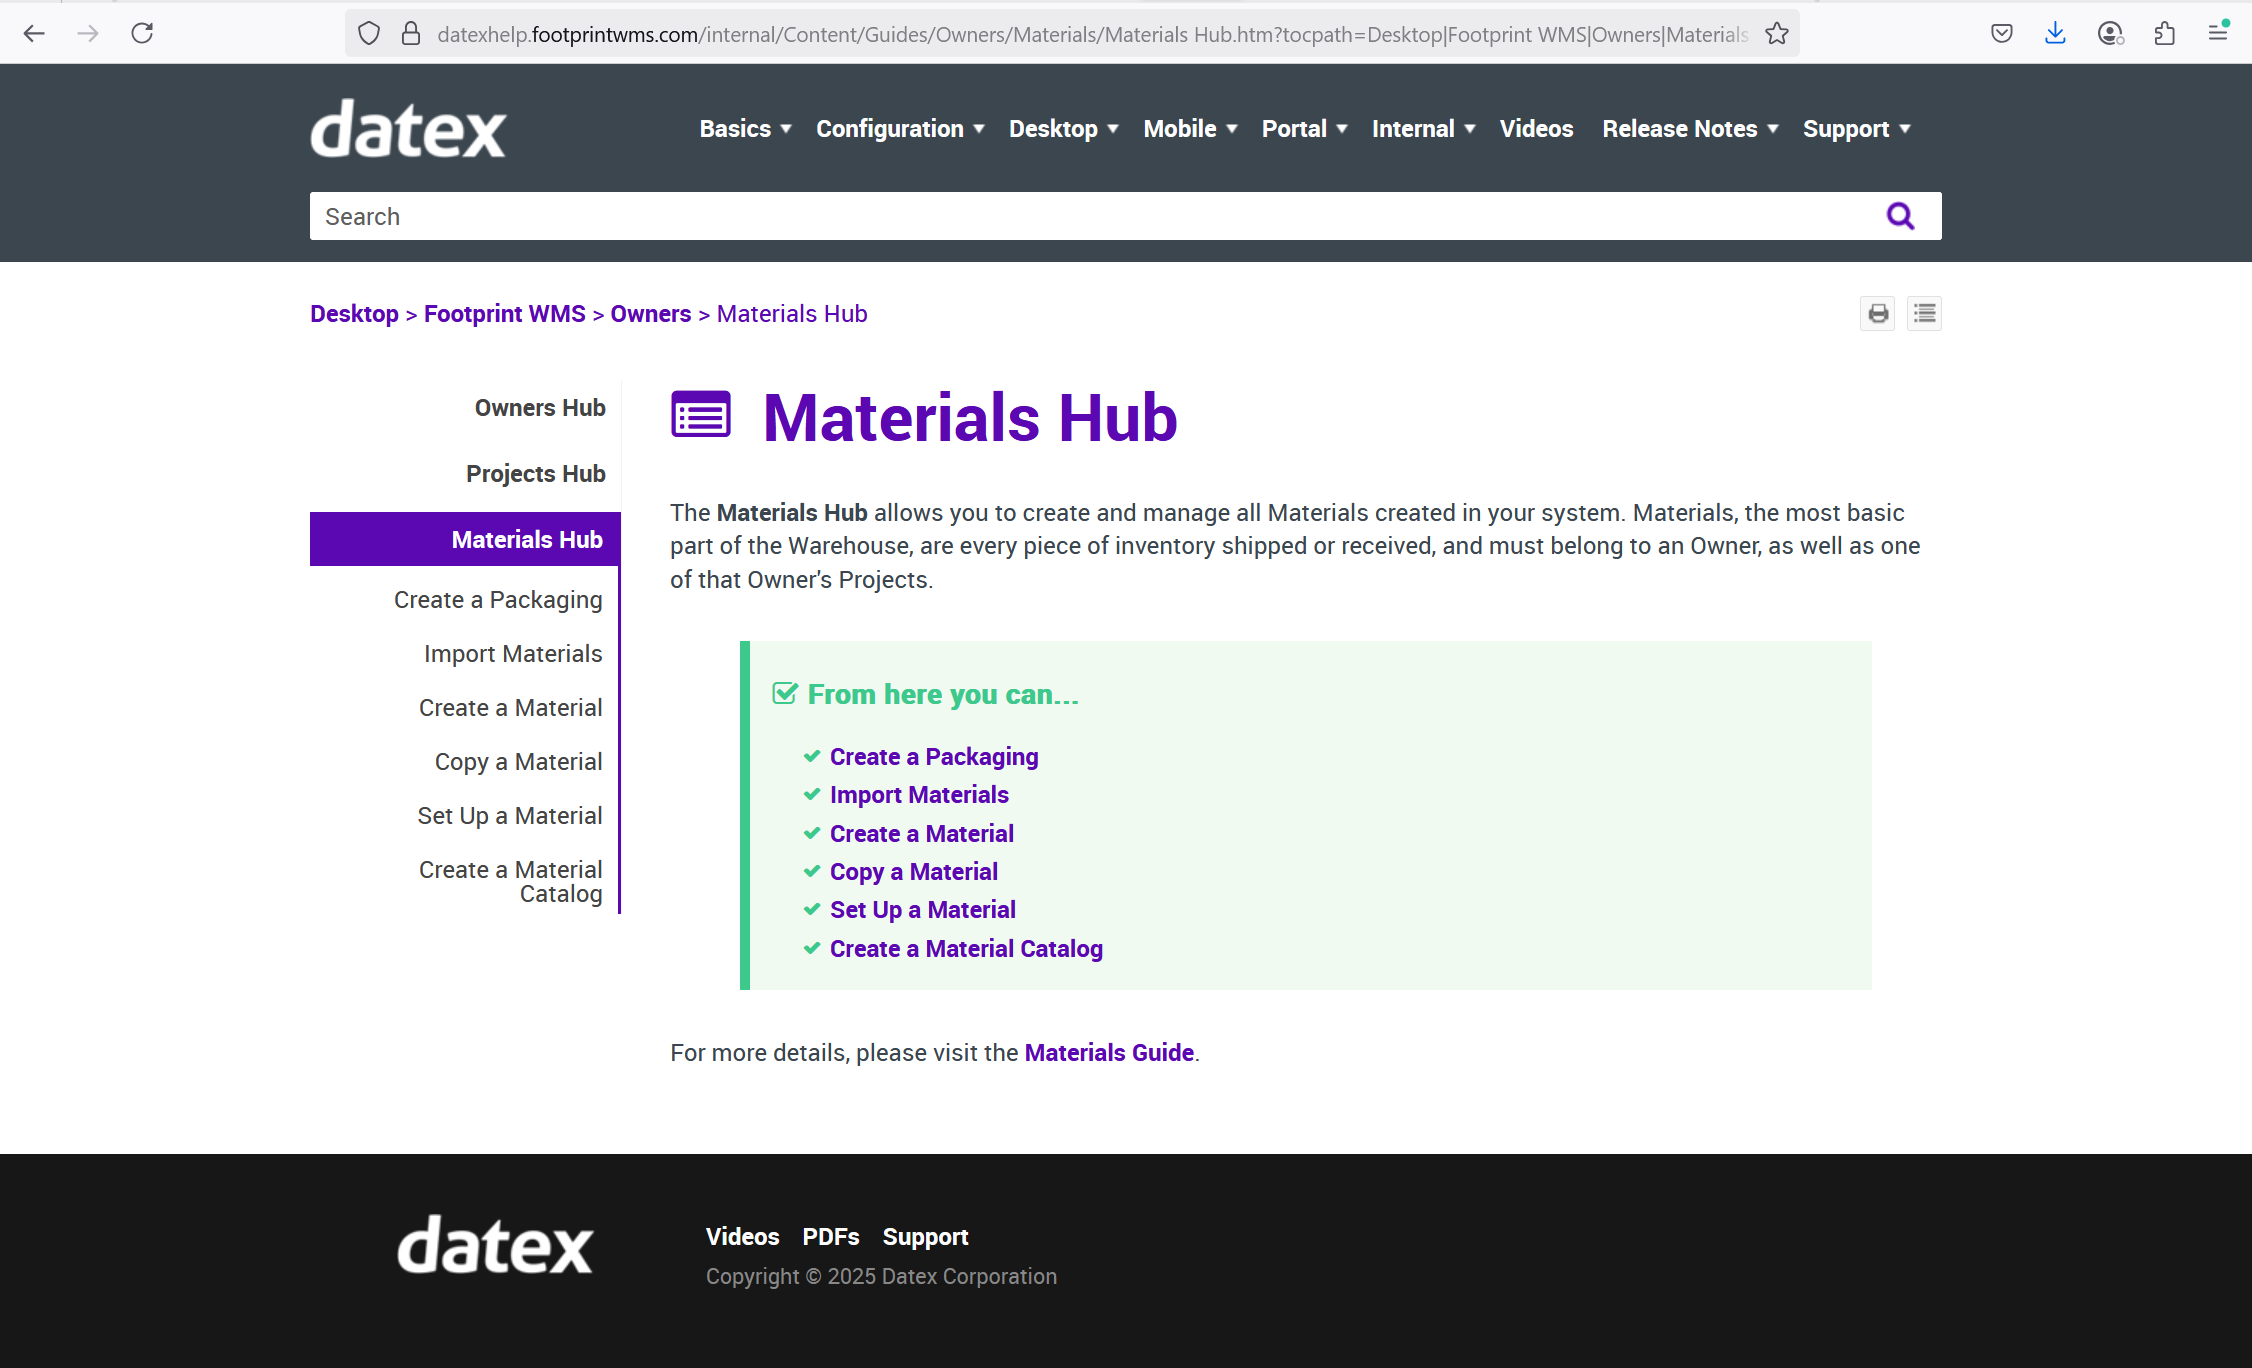 datexhelp.footprintwms.com/internal/Content/Guides/Owners/Materials/Materials Hub.htm?tocpath=Desktop|Footprint WMS|Owners|Materials
datex
Basics Configuration Desktop Mobile Portal Internal Videos Release Notes Support
Search
Desktop > Footprint WMS > Owners > Materials Hub
Owners Hub
Projects Hub
Materials Hub
Create a Packaging
Import Materials
Create a Material
Copy a Material
Set Up a Material
Create a Material
Catalog
Materials Hub
The Materials Hub allows you to create and manage all Materials created in your system. Materials, the most basic
part of the Warehouse, are every piece of inventory shipped or received, and must belong to an Owner, as well as one
of that Owner's Projects.
From here you can...
Create a Packaging
Import Materials
Create a Material
Copy a Material
Set Up a Material
Create a Material Catalog
For more details, please visit the Materials Guide.
datex
Videos PDFs Support
Copyright © 2025 Datex Corporation